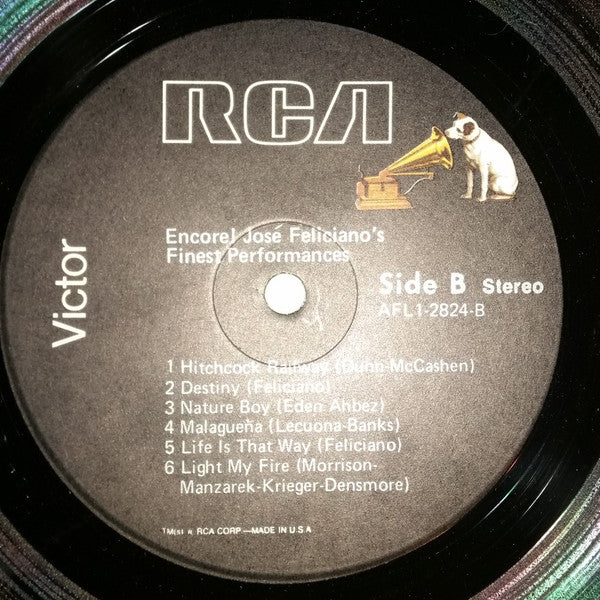 RCA
Victor
Encore! José Feliciano's
Finest Performances
Side B Stereo
AFL1-2824-B
1 Hitchcock Railway (Dunn-McCashen)
2 Destiny (Feliciano)
3 Nature Boy (Eden Ahbez)
4 Malagueña (Lecuona-Banks)
5 Life Is That Way (Feliciano)
6 Light My Fire (Morrison-
Manzarek-Krieger-Densmore)
TM(s) ® RCA CORP.—MADE IN U.S.A